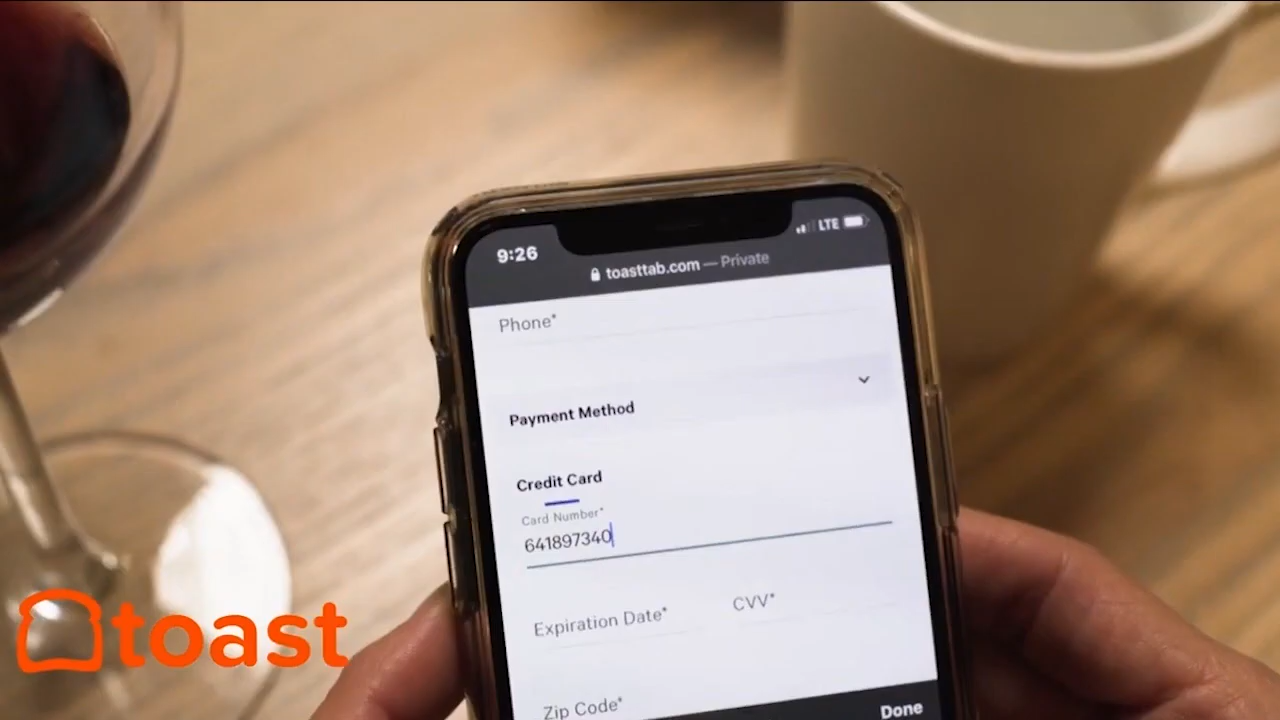 9:26
LTE
toasttab.com — Private
Phone*
Payment Method
Credit Card
Card Number*
641897340
Expiration Date*
CVV*
Zip Code*
Done
toast